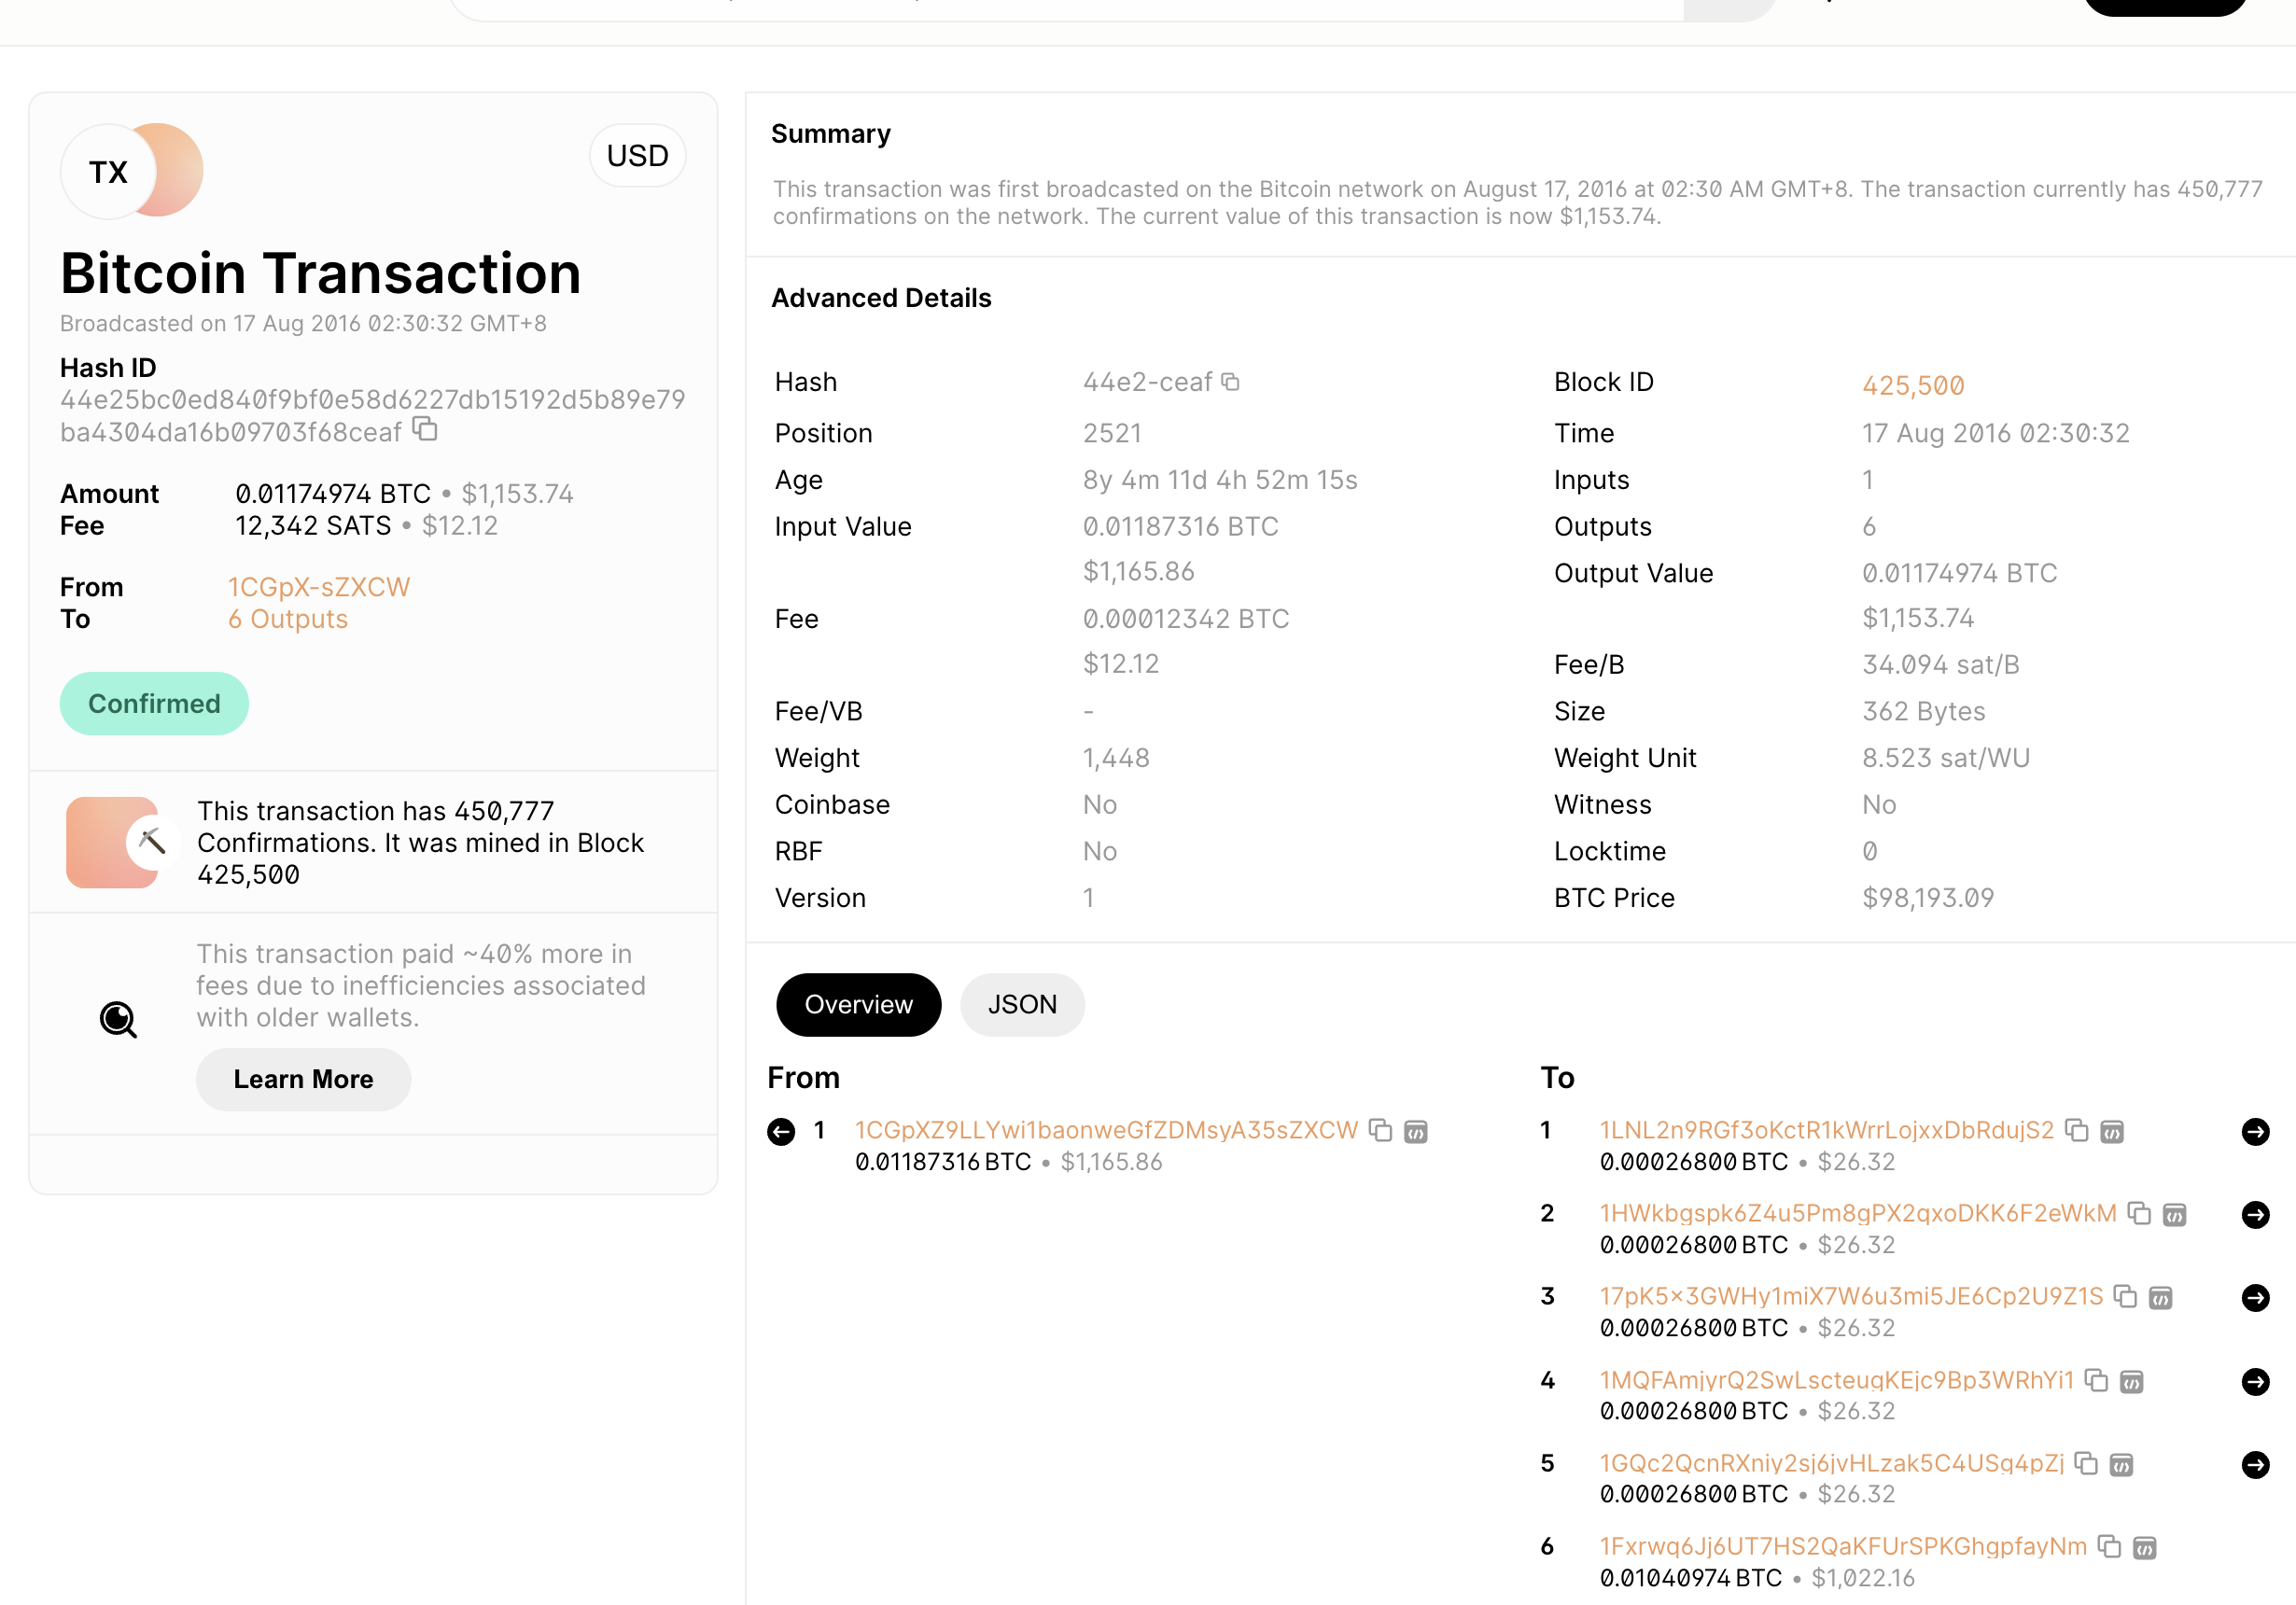 TX
USD
Bitcoin Transaction
Broadcasted on 17 Aug 2016 02:30:32 GMT+8
Hash ID
44e25bc0ed840f9bf0e58d6227db15192d5b89e79
ba4304da16b09703f68ceaf
Amount 0.01174974 BTC • $1,153.74
Fee 12,342 SATS • $12.12
From 1CGpX-sZXCW
To 6 Outputs
Confirmed
This transaction has 450,777
Confirmations. It was mined in Block
425,500
This transaction paid ~40% more in
fees due to inefficiencies associated
with older wallets.
Learn More
Summary
This transaction was first broadcasted on the Bitcoin network on August 17, 2016 at 02:30 AM GMT+8. The transaction currently has 450,777
confirmations on the network. The current value of this transaction is now $1,153.74.
Advanced Details
Hash 44e2-ceaf
Position 2521
Age 8y 4m 11d 4h 52m 15s
Input Value 0.01187316 BTC
$1,165.86
Fee 0.00012342 BTC
$12.12
Fee/VB -
Weight 1,448
Coinbase No
RBF No
Version 1
Block ID 425,500
Time 17 Aug 2016 02:30:32
Inputs 1
Outputs 6
Output Value 0.01174974 BTC
$1,153.74
Fee/B 34.094 sat/B
Size 362 Bytes
Weight Unit 8.523 sat/WU
Witness No
Locktime 0
BTC Price $98,193.09
Overview
JSON
From
1 1CGpXZ9LLYwi1baonweGfZDMsyA35sZXCW
0.01187316 BTC • $1,165.86
To
1 1LNL2n9RGf3oKctR1kWrrLojxxDbRdujS2
0.00026800 BTC • $26.32
2 1HWkbgspk6Z4u5Pm8gPX2qxoDKK6F2eWkM
0.00026800 BTC • $26.32
3 17pK5x3GWHy1miX7W6u3mi5JE6Cp2U9Z1S
0.00026800 BTC • $26.32
4 1MQFAmjyrQ2SwLscteugKEjc9Bp3WRhYi1
0.00026800 BTC • $26.32
5 1GQc2QcnRXniy2sj6jvHLzak5C4USg4pZj
0.00026800 BTC • $26.32
6 1Fxrwq6Jj6UT7HS2QaKFUrSPKGhgpfayNm
0.01040974 BTC • $1,022.16